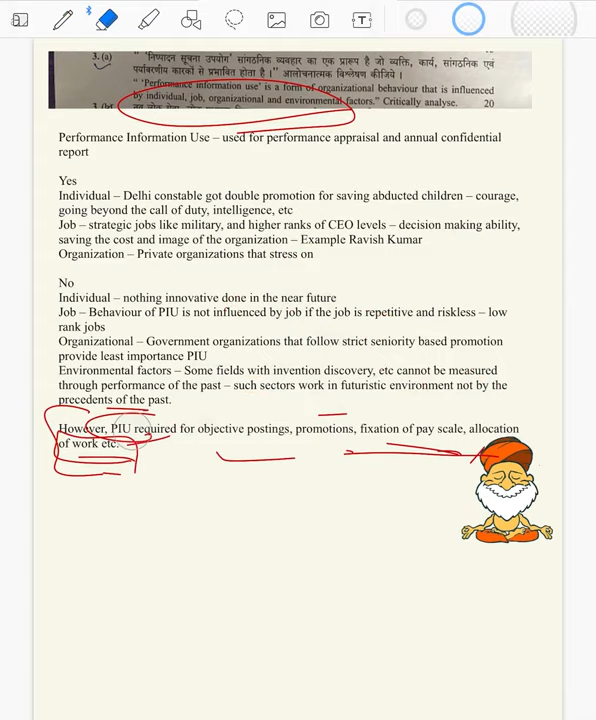 3. (a) " 'निष्पादन सूचना उपयोग' सांगठनिक व्यवहार का एक प्रारूप है जो व्यक्ति, कार्य, सांगठनिक एवं
पर्यावरणीय कारकों से प्रभावित होता है ।" आलोचनात्मक विश्लेषण कीजिये ।
" 'Performance information use' is a form of organizational behaviour that is influenced
by individual, job, organizational and environmental factors." Critically analyse. 20
Performance Information Use – used for performance appraisal and annual confidential
report
Yes
Individual – Delhi constable got double promotion for saving abducted children – courage,
going beyond the call of duty, intelligence, etc
Job – strategic jobs like military, and higher ranks of CEO levels – decision making ability,
saving the cost and image of the organization – Example Ravish Kumar
Organization – Private organizations that stress on
No
Individual – nothing innovative done in the near future
Job – Behaviour of PIU is not influenced by job if the job is repetitive and riskless – low
rank jobs
Organizational – Government organizations that follow strict seniority based promotion
provide least importance PIU
Environmental factors – Some fields with invention discovery, etc cannot be measured
through performance of the past – such sectors work in futuristic environment not by the
precedents of the past.
However, PIU required for objective postings, promotions, fixation of pay scale, allocation
of work etc.